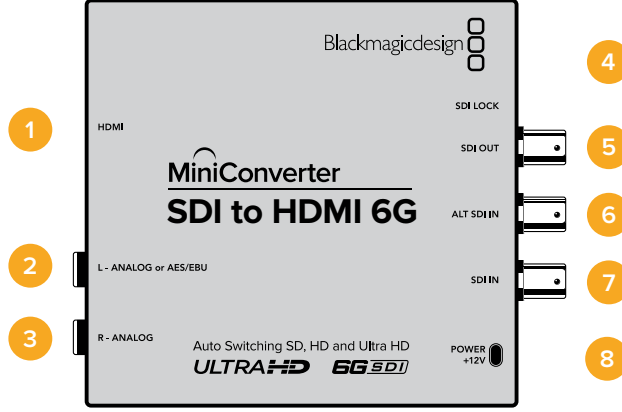 Blackmagicdesign
4
SDI LOCK
1
HDMI
SDI OUT
5
MiniConverter
SDI to HDMI 6G
ALT SDI IN
6
2
L - ANALOG or AES/EBU
SDI IN
7
3
R - ANALOG
Auto Switching SD, HD and Ultra HD
ULTRAHD 6G SDI
POWER
+12V
8